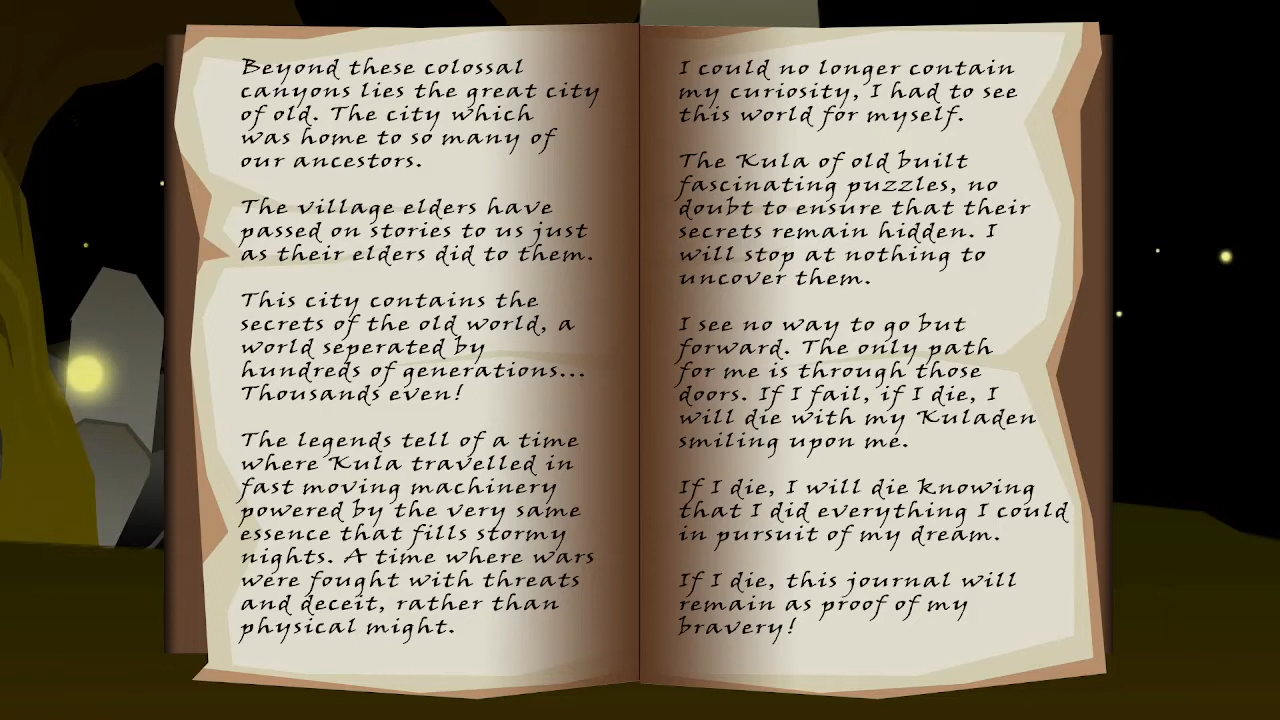 Beyond these colossal
canyons lies the great city
of old. The city which
was home to so many of
our ancestors.
The village elders have
passed on stories to us just
as their elders did to them.
This city contains the
secrets of the old world, a
world seperated by
hundreds of generations...
Thousands even!
The legends tell of a time
where Kula travelled in
fast moving machinery
powered by the very same
essence that fills stormy
nights. A time where wars
were fought with threats
and deceit, rather than
physical might.
I could no longer contain
my curiosity, I had to see
this world for myself.
The Kula of old built
fascinating puzzles, no
doubt to ensure that their
secrets remain hidden. I
will stop at nothing to
uncover them.
I see no way to go but
forward. The only path
for me is through those
doors. If I fail, if I die, I
will die with my Kuladen
smiling upon me.
If I die, I will die knowing
that I did everything I could
in pursuit of my dream.
If I die, this journal will
remain as proof of my
bravery!